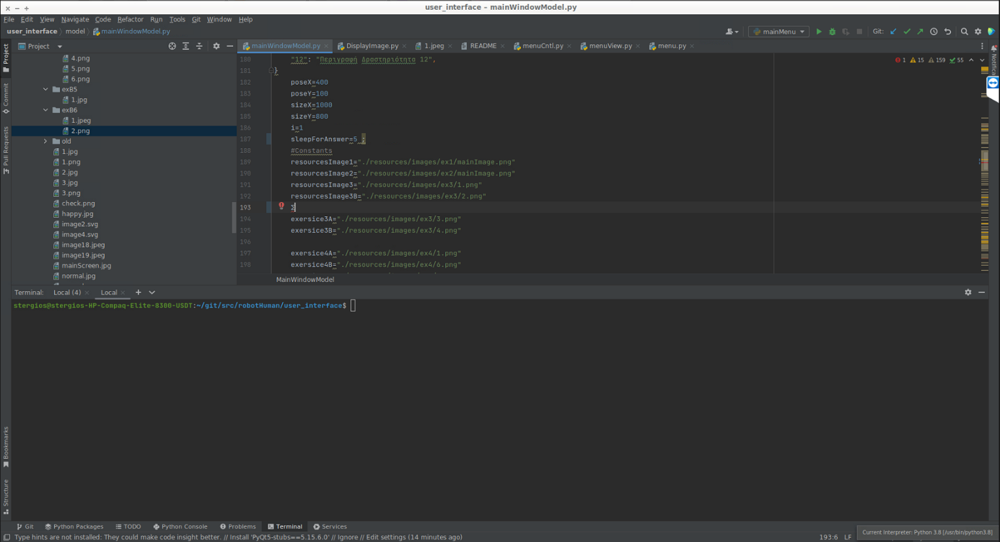 user_interface – mainWindowModel.py
File Edit View Navigate Code Refactor Run Tools Git Window Help
user_interface model mainWindowModel.py
mainMenu
Git:
Project
mainWindowModel.py DisplayImage.py 1.jpeg README menuCntl.py menuView.py menu.py
Project
Commit
Pull Requests
Bookmarks
Structure
4.png
5.png
6.png
exB5
1.jpg
exB6
1.jpeg
2.png
old
1.jpg
1.png
2.jpg
3.jpg
3.png
check.png
happy.jpg
image2.svg
image4.svg
image18.jpeg
image19.jpeg
mainScreen.jpg
normal.jpg
1 15 159 55
180 "12": "Περιγραφή Δραστηριότητα 12",
181 }
182 poseX=400
183 poseY=100
184 sizeX=1000
185 sizeY=800
186 i=1
187 sleepForAnswer=5 ;
188 #Constants
189 resourcesImage1="./resources/images/ex1/mainImage.png"
190 resourcesImage2="./resources/images/ex2/mainImage.png"
191 resourcesImage3="./resources/images/ex3/1.png"
192 resourcesImage3B="./resources/images/ex3/2.png"
193 Σ
194 exersice3A="./resources/images/ex3/3.png"
195 exersice3B="./resources/images/ex3/4.png"
196
197 exersice4A="./resources/images/ex4/1.png"
198 exersice4B="./resources/images/ex4/6.png"
MainWindowModel
Terminal: Local (4) Local
stergios@stergios-HP-Compaq-Elite-8300-USDT:~/git/src/robotHuman/user_interface$
Git Python Packages TODO Python Console Problems Terminal Services
Type hints are not installed: They could make code insight better. // Install 'PyQt5-stubs==5.15.6.0' // Ignore // Edit settings (14 minutes ago)
193:6 LF
Current Interpreter: Python 3.8 [/usr/bin/python3.8]